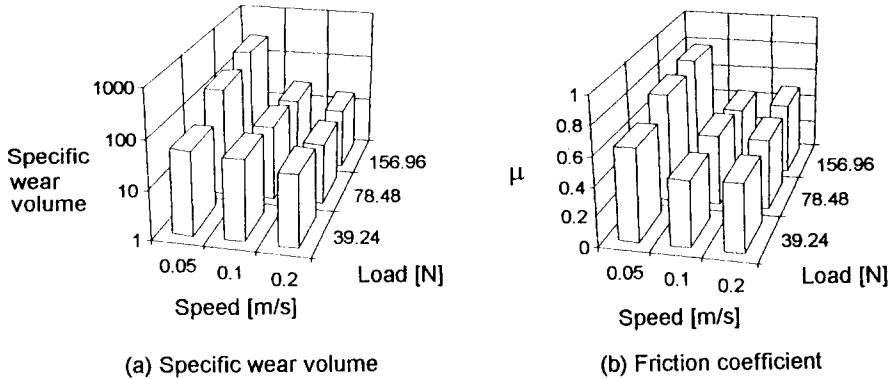 1000
100
10
1
Specific
wear
volume
0.05
0.1
0.2
Speed [m/s]
39.24
78.48
156.96
Load [N]
(a) Specific wear volume
1
0.8
0.6
0.4
0.2
0
μ
0.05
0.1
0.2
Speed [m/s]
39.24
78.48
156.96
Load [N]
(b) Friction coefficient